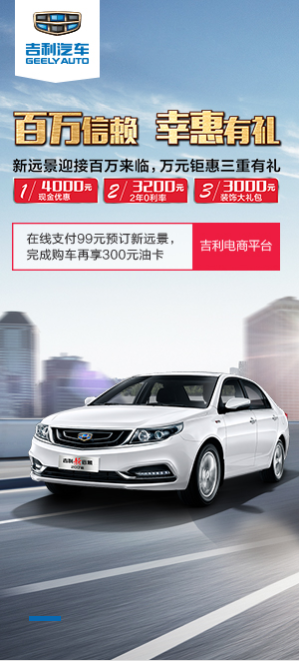 吉利汽车
GEELY AUTO
百万信赖 幸惠有礼
新远景迎接百万来临，万元钜惠三重有礼
1 4000元 现金优惠 2 3200元 2年0利率 3 3000元 装饰大礼包
在线支付99元预订新远景，
完成购车再享300元油卡
吉利电商平台